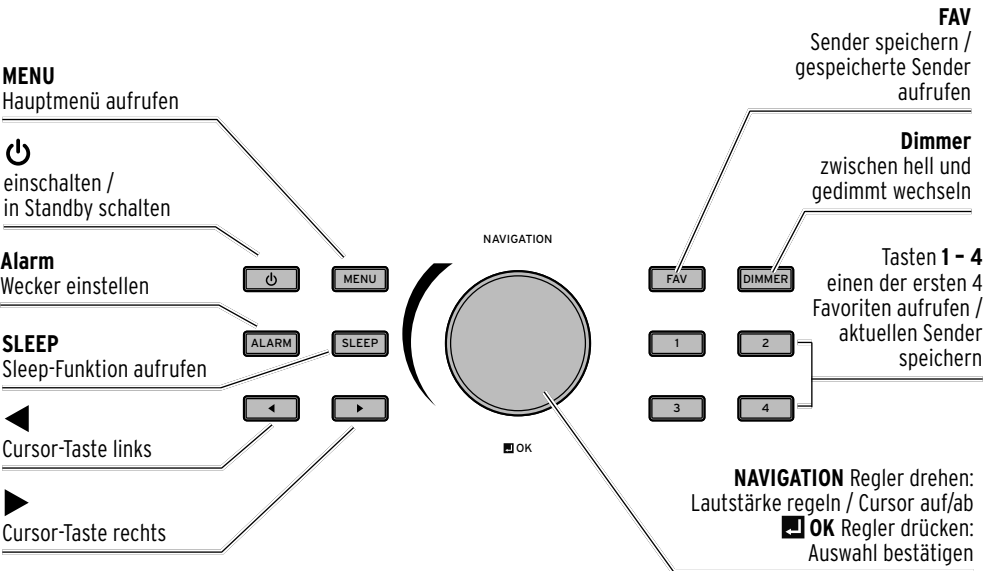 MENU
Hauptmenü aufrufen
⏻
einschalten /
in Standby schalten
Alarm
Wecker einstellen
SLEEP
Sleep-Funktion aufrufen
◀
Cursor-Taste links
▶
Cursor-Taste rechts
NAVIGATION
⏻ MENU
ALARM SLEEP
◀ ▶
OK
FAV DIMMER
1 2
3 4
FAV
Sender speichern /
gespeicherte Sender
aufrufen
Dimmer
zwischen hell und
gedimmt wechseln
Tasten 1 – 4
einen der ersten 4
Favoriten aufrufen /
aktuellen Sender
speichern
NAVIGATION Regler drehen:
Lautstärke regeln / Cursor auf/ab
OK Regler drücken:
Auswahl bestätigen